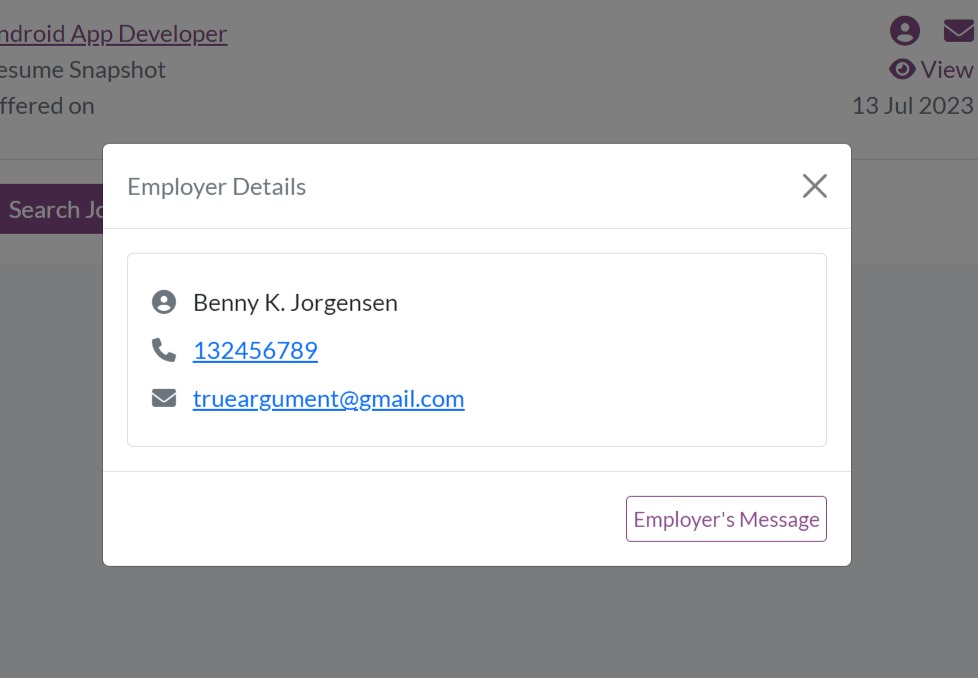 ndroid App Developer
esume Snapshot
View
ffered on
13 Jul 2023
Search Jo
Employer Details
Benny K. Jorgensen
132456789
trueargument@gmail.com
Employer's Message